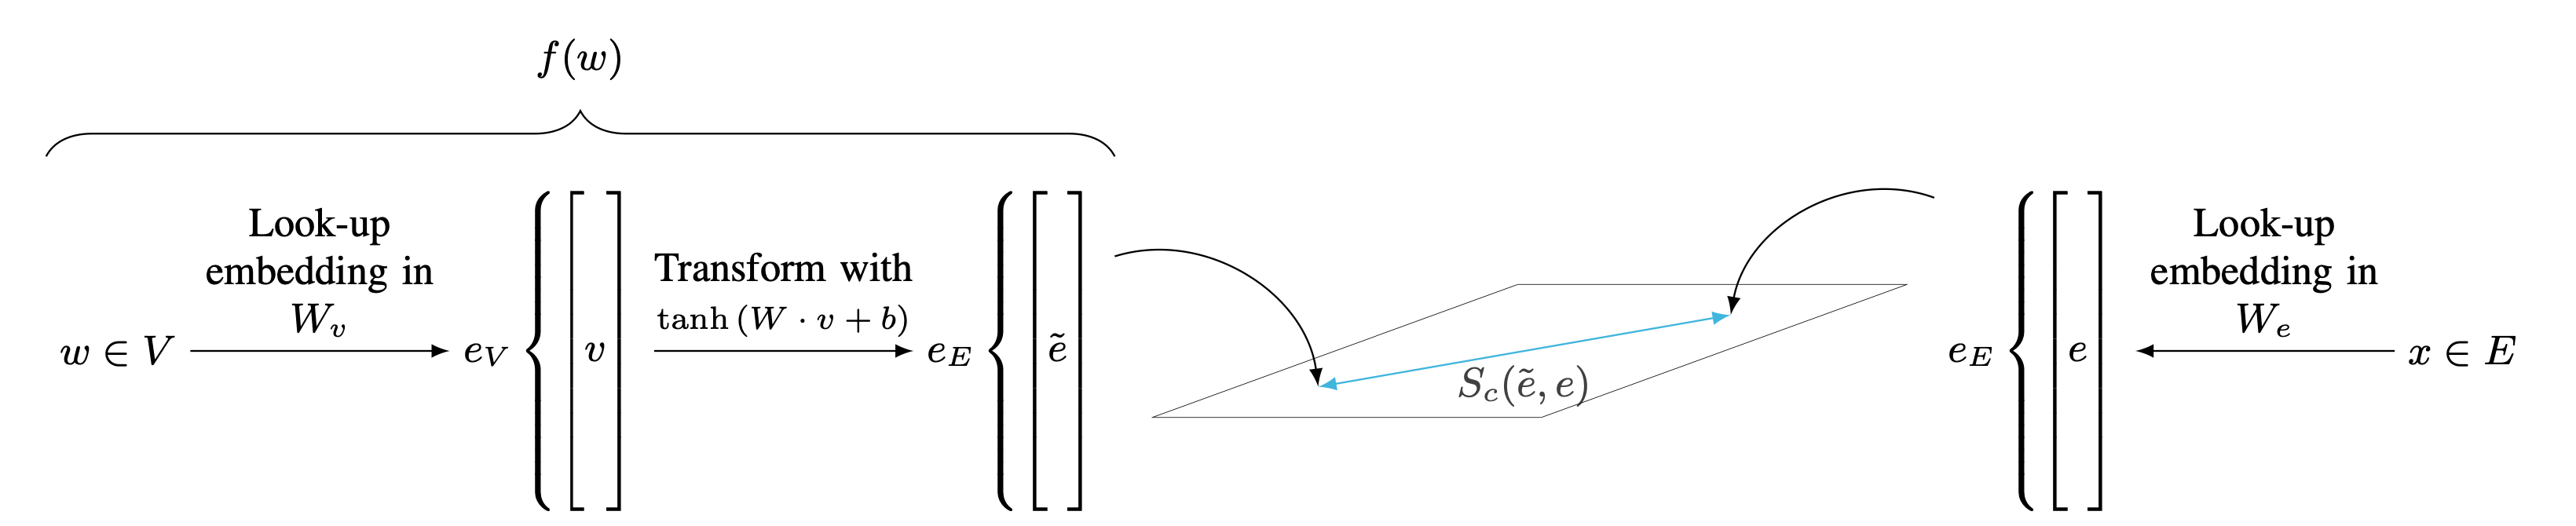 f(w)
Look-up
embedding in
W_v
w ∈ V
e_V
v
Transform with
tanh (W · v + b)
e_E
ẽ
S_c(ẽ, e)
e_E
e
Look-up
embedding in
W_e
x ∈ E